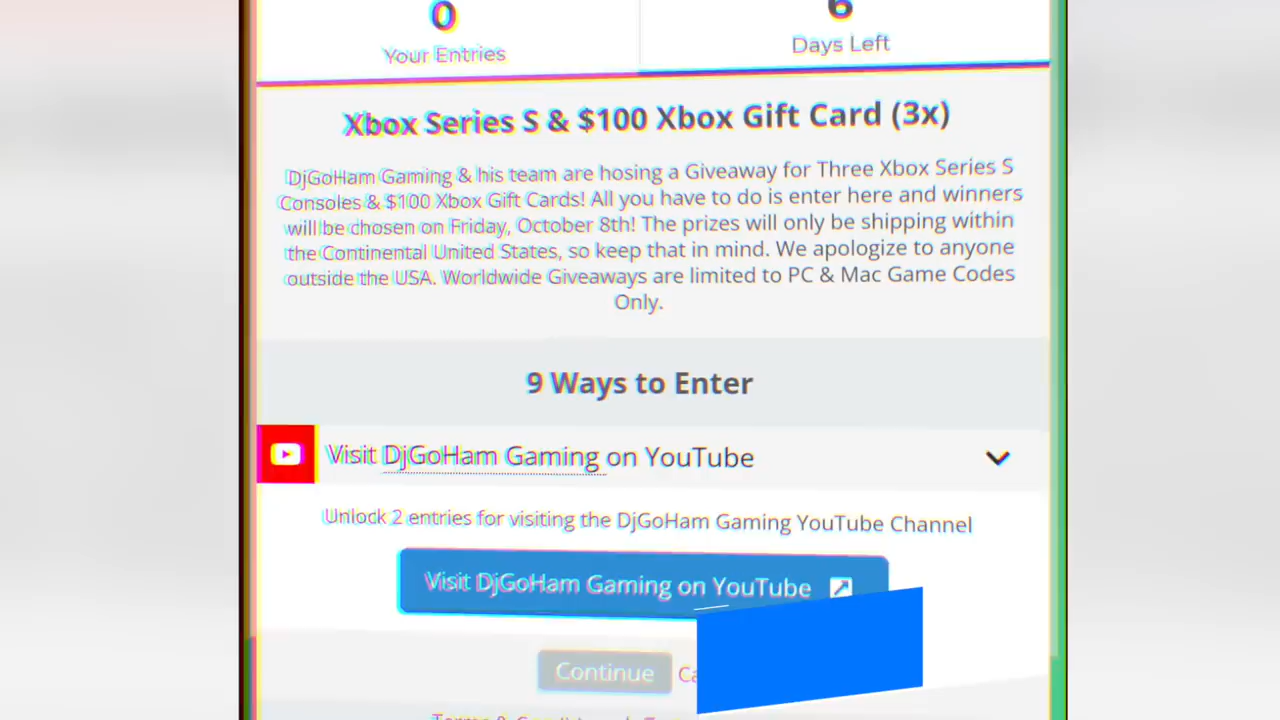 0
6
Your Entries
Days Left
Xbox Series S & $100 Xbox Gift Card (3x)
DjGoHam Gaming & his team are hosing a Giveaway for Three Xbox Series S
Consoles & $100 Xbox Gift Cards! All you have to do is enter here and winners
will be chosen on Friday, October 8th! The prizes will only be shipping within
the Continental United States, so keep that in mind. We apologize to anyone
outside the USA. Worldwide Giveaways are limited to PC & Mac Game Codes
Only.
9 Ways to Enter
Visit DjGoHam Gaming on YouTube
Unlock 2 entries for visiting the DjGoHam Gaming YouTube Channel
Visit DjGoHam Gaming on YouTube
Continue